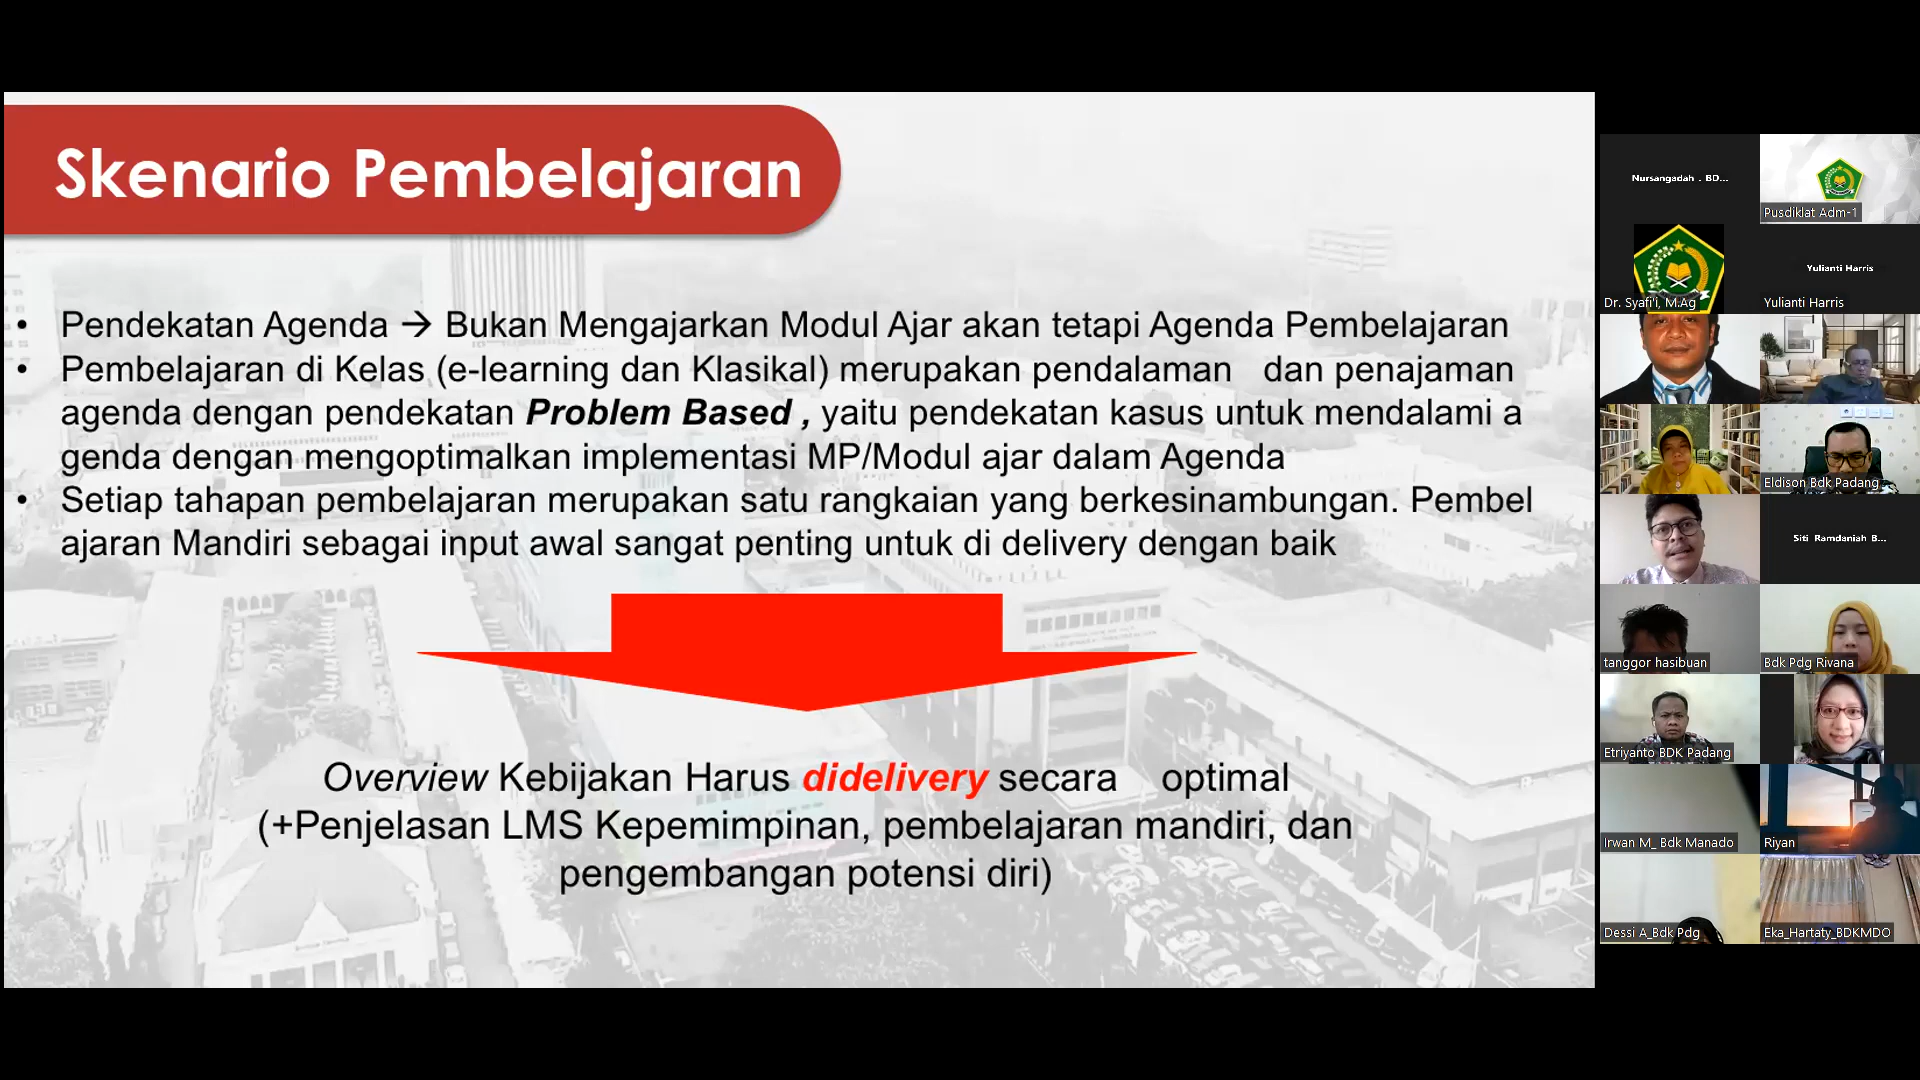 Skenario Pembelajaran
• Pendekatan Agenda → Bukan Mengajarkan Modul Ajar akan tetapi Agenda Pembelajaran
• Pembelajaran di Kelas (e-learning dan Klasikal) merupakan pendalaman dan penajaman
agenda dengan pendekatan Problem Based , yaitu pendekatan kasus untuk mendalami a
genda dengan mengoptimalkan implementasi MP/Modul ajar dalam Agenda
• Setiap tahapan pembelajaran merupakan satu rangkaian yang berkesinambungan. Pembel
ajaran Mandiri sebagai input awal sangat penting untuk di delivery dengan baik
Overview Kebijakan Harus didelivery secara optimal
(+Penjelasan LMS Kepemimpinan, pembelajaran mandiri, dan
pengembangan potensi diri)
Nursangadah . BD...
Pusdiklat Adm-1
Dr. Syafi'i, M.Ag
Yulianti Harris
Yulianti Harris
Eldison Bdk Padang
Siti Ramdaniah B...
tanggor hasibuan
Bdk Pdg Rivana
Etriyanto BDK Padang
Irwan M_ Bdk Manado
Riyan
Dessi A_Bdk Pdg
Eka_Hartaty_BDKMDO